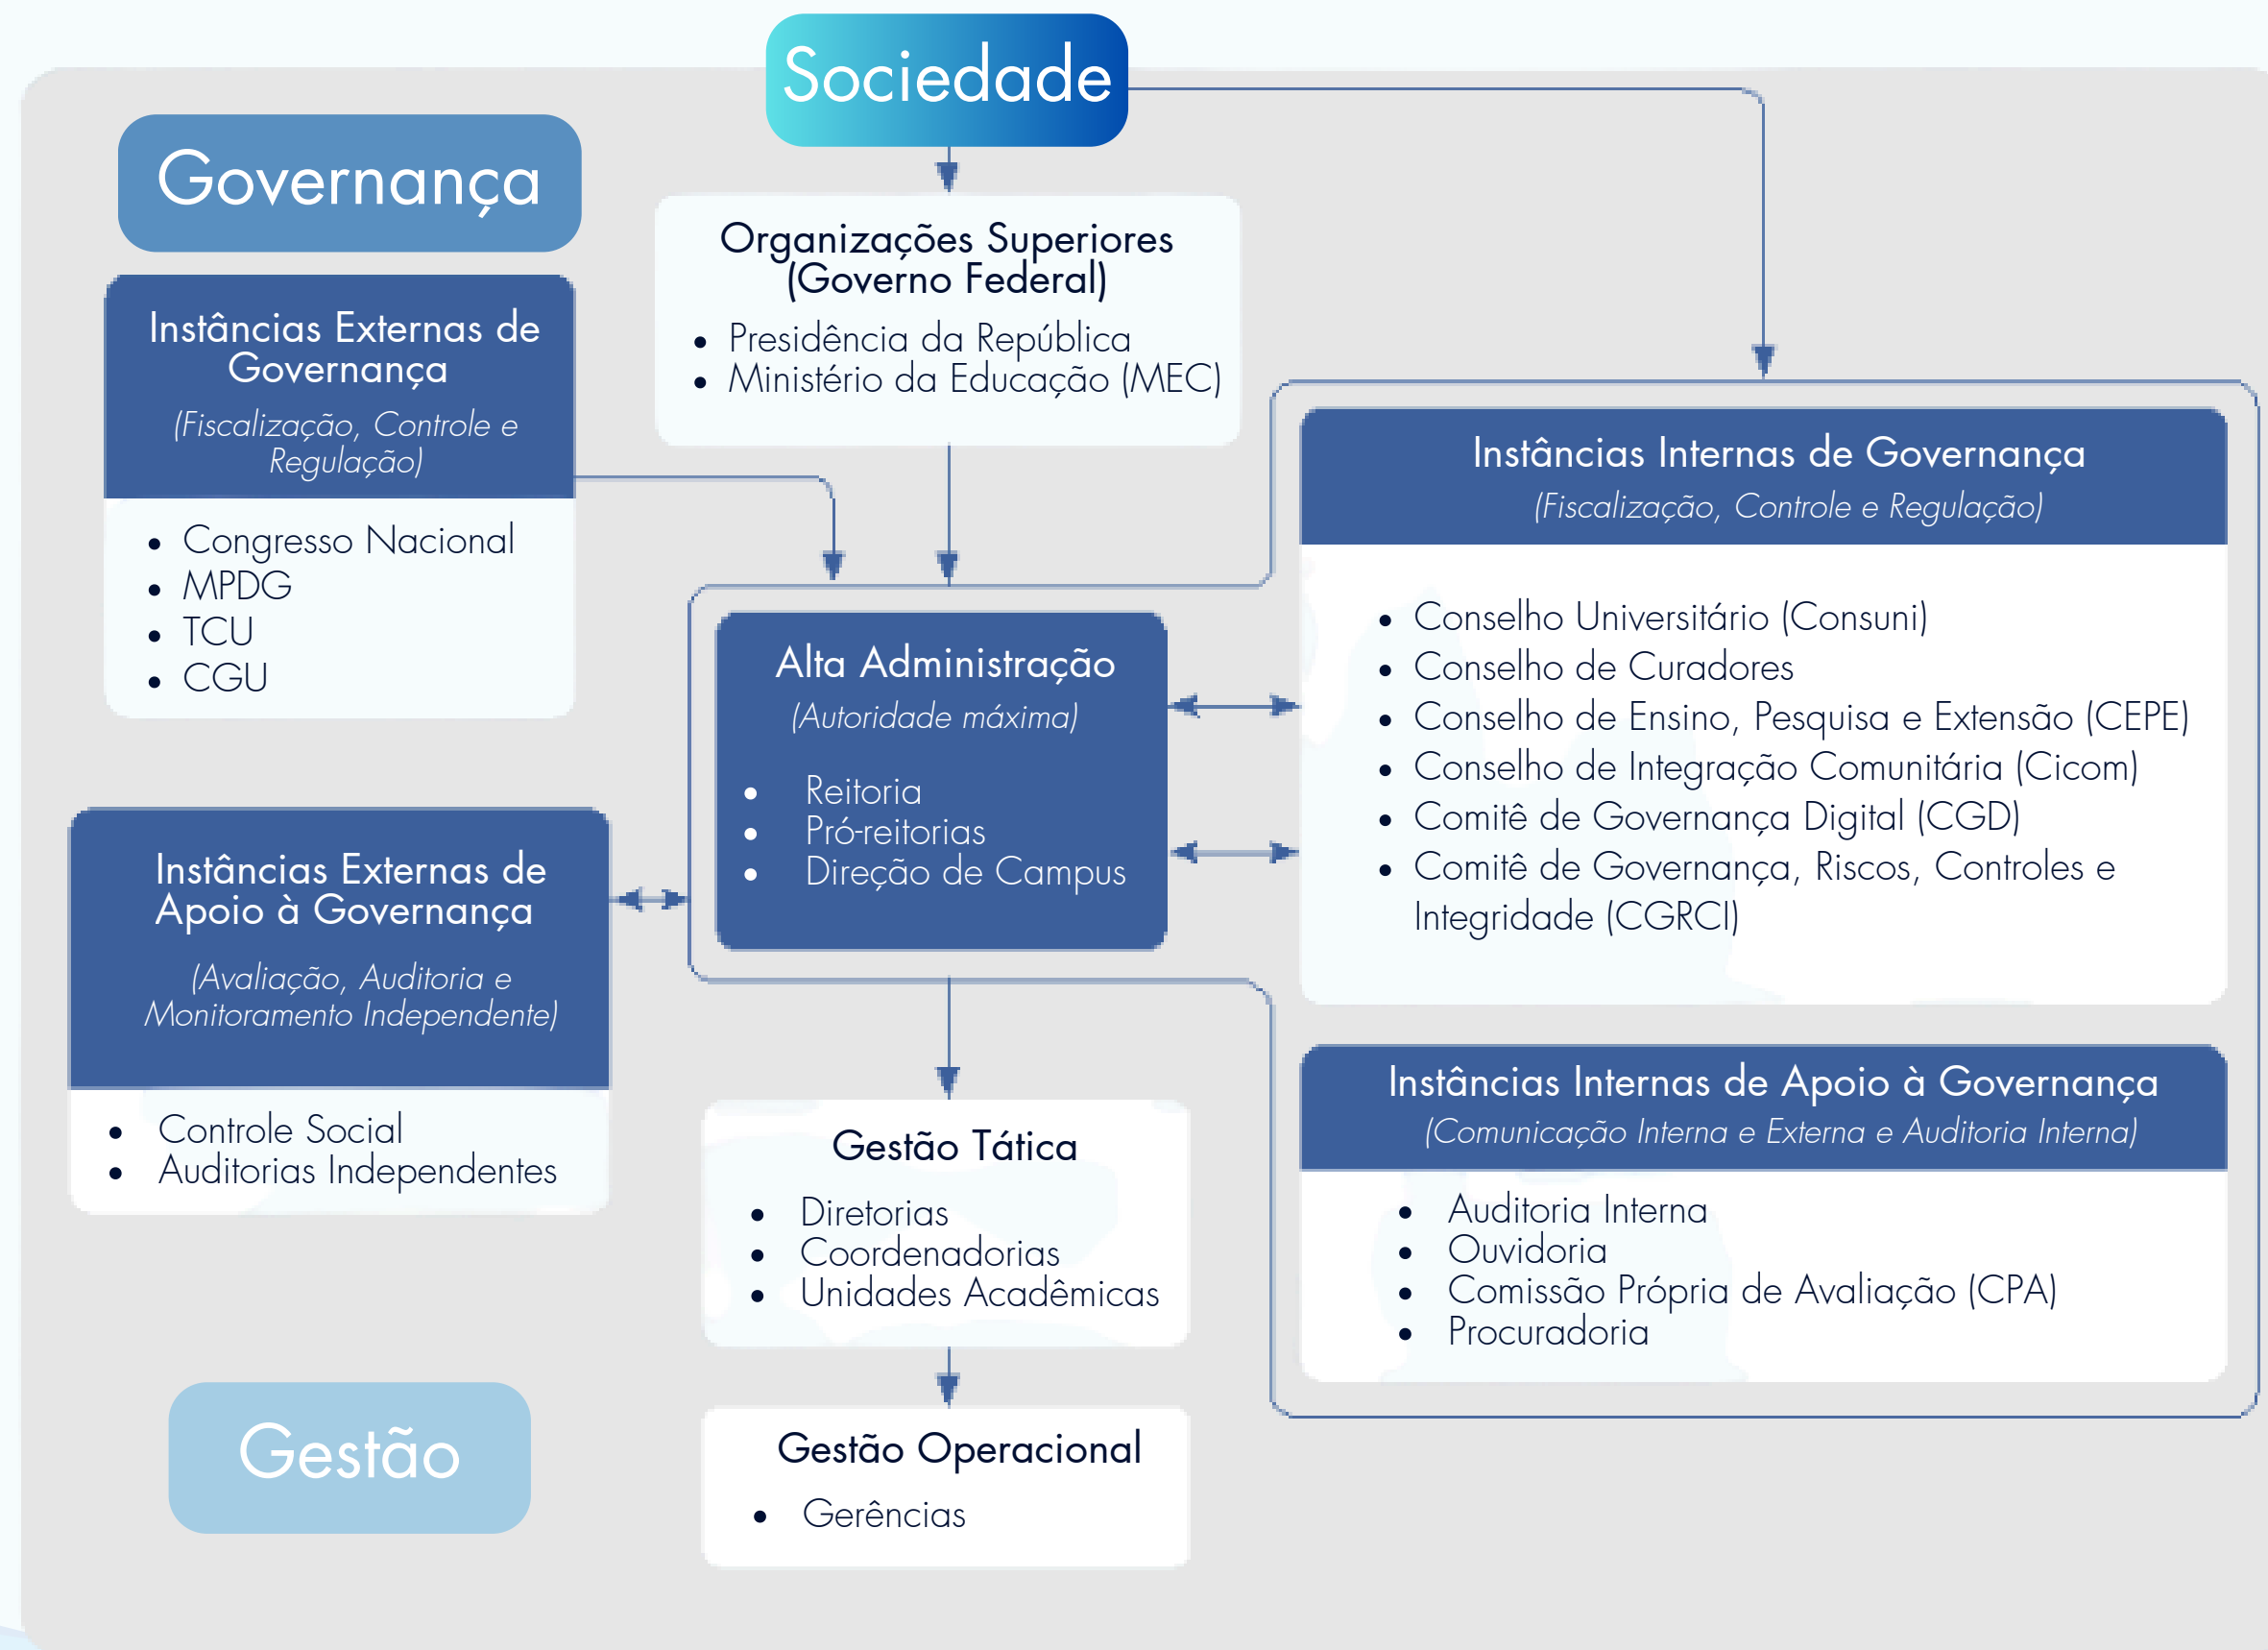 Sociedade
Governança
Organizações Superiores
(Governo Federal)
• Presidência da República
• Ministério da Educação (MEC)
Instâncias Externas de
Governança
(Fiscalização, Controle e
Regulação)
• Congresso Nacional
• MPDG
• TCU
• CGU
Instâncias Internas de Governança
(Fiscalização, Controle e Regulação)
• Conselho Universitário (Consuni)
• Conselho de Curadores
• Conselho de Ensino, Pesquisa e Extensão (CEPE)
• Conselho de Integração Comunitária (Cicom)
• Comitê de Governança Digital (CGD)
• Comitê de Governança, Riscos, Controles e
Integridade (CGRCI)
Alta Administração
(Autoridade máxima)
• Reitoria
• Pró-reitorias
• Direção de Campus
Instâncias Externas de
Apoio à Governança
(Avaliação, Auditoria e
Monitoramento Independente)
• Controle Social
• Auditorias Independentes
Instâncias Internas de Apoio à Governança
(Comunicação Interna e Externa e Auditoria Interna)
• Auditoria Interna
• Ouvidoria
• Comissão Própria de Avaliação (CPA)
• Procuradoria
Gestão Tática
• Diretorias
• Coordenadorias
• Unidades Acadêmicas
Gestão
Gestão Operacional
• Gerências